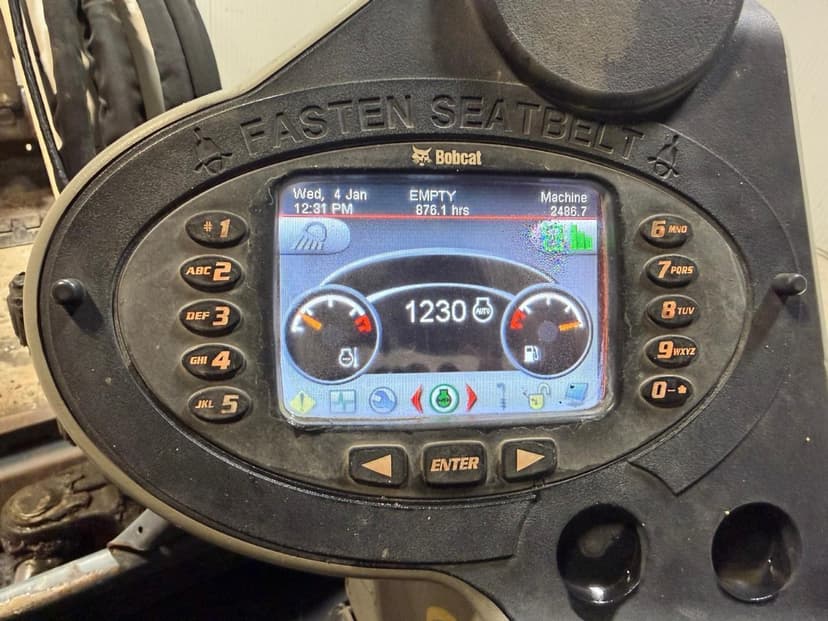 FASTEN SEATBELT
Bobcat
Wed, 4 Jan
12:31 PM
EMPTY
876.1 hrs
Machine
2486.7
#1
ABC 2
DEF 3
GHI 4
JKL 5
1230
AUTO
6 MNO
7 PQRS
8 TUV
9 WXYZ
0
ENTER